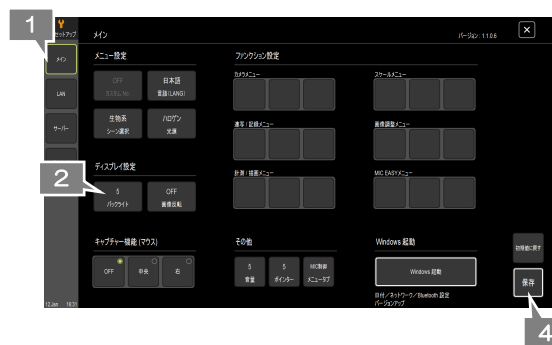 1
セットアップ
メイン
バージョン : 1.1.0.6
×
メイン
LAN
サーバー
メニュー設定
OFF
カスタム No.
日本語
言語 (LANG)
生物系
シーン選択
ハロゲン
光源
ファンクション設定
カメラメニュー
スケールメニュー
連写 / 記録メニュー
画像調整メニュー
計測 / 描画メニュー
MIC EASYメニュー
ディスプレイ設定
2
5
バックライト
OFF
画像反転
キャプチャー機能 (マウス)
OFF
中央
右
その他
5
音量
5
ポインター
MIC制御
メニュータブ
Windows 起動
Windows 起動
日付／ネットワーク／Bluetooth 設定
バージョンアップ
初期値に戻す
保存
4
12.Jan 16:31